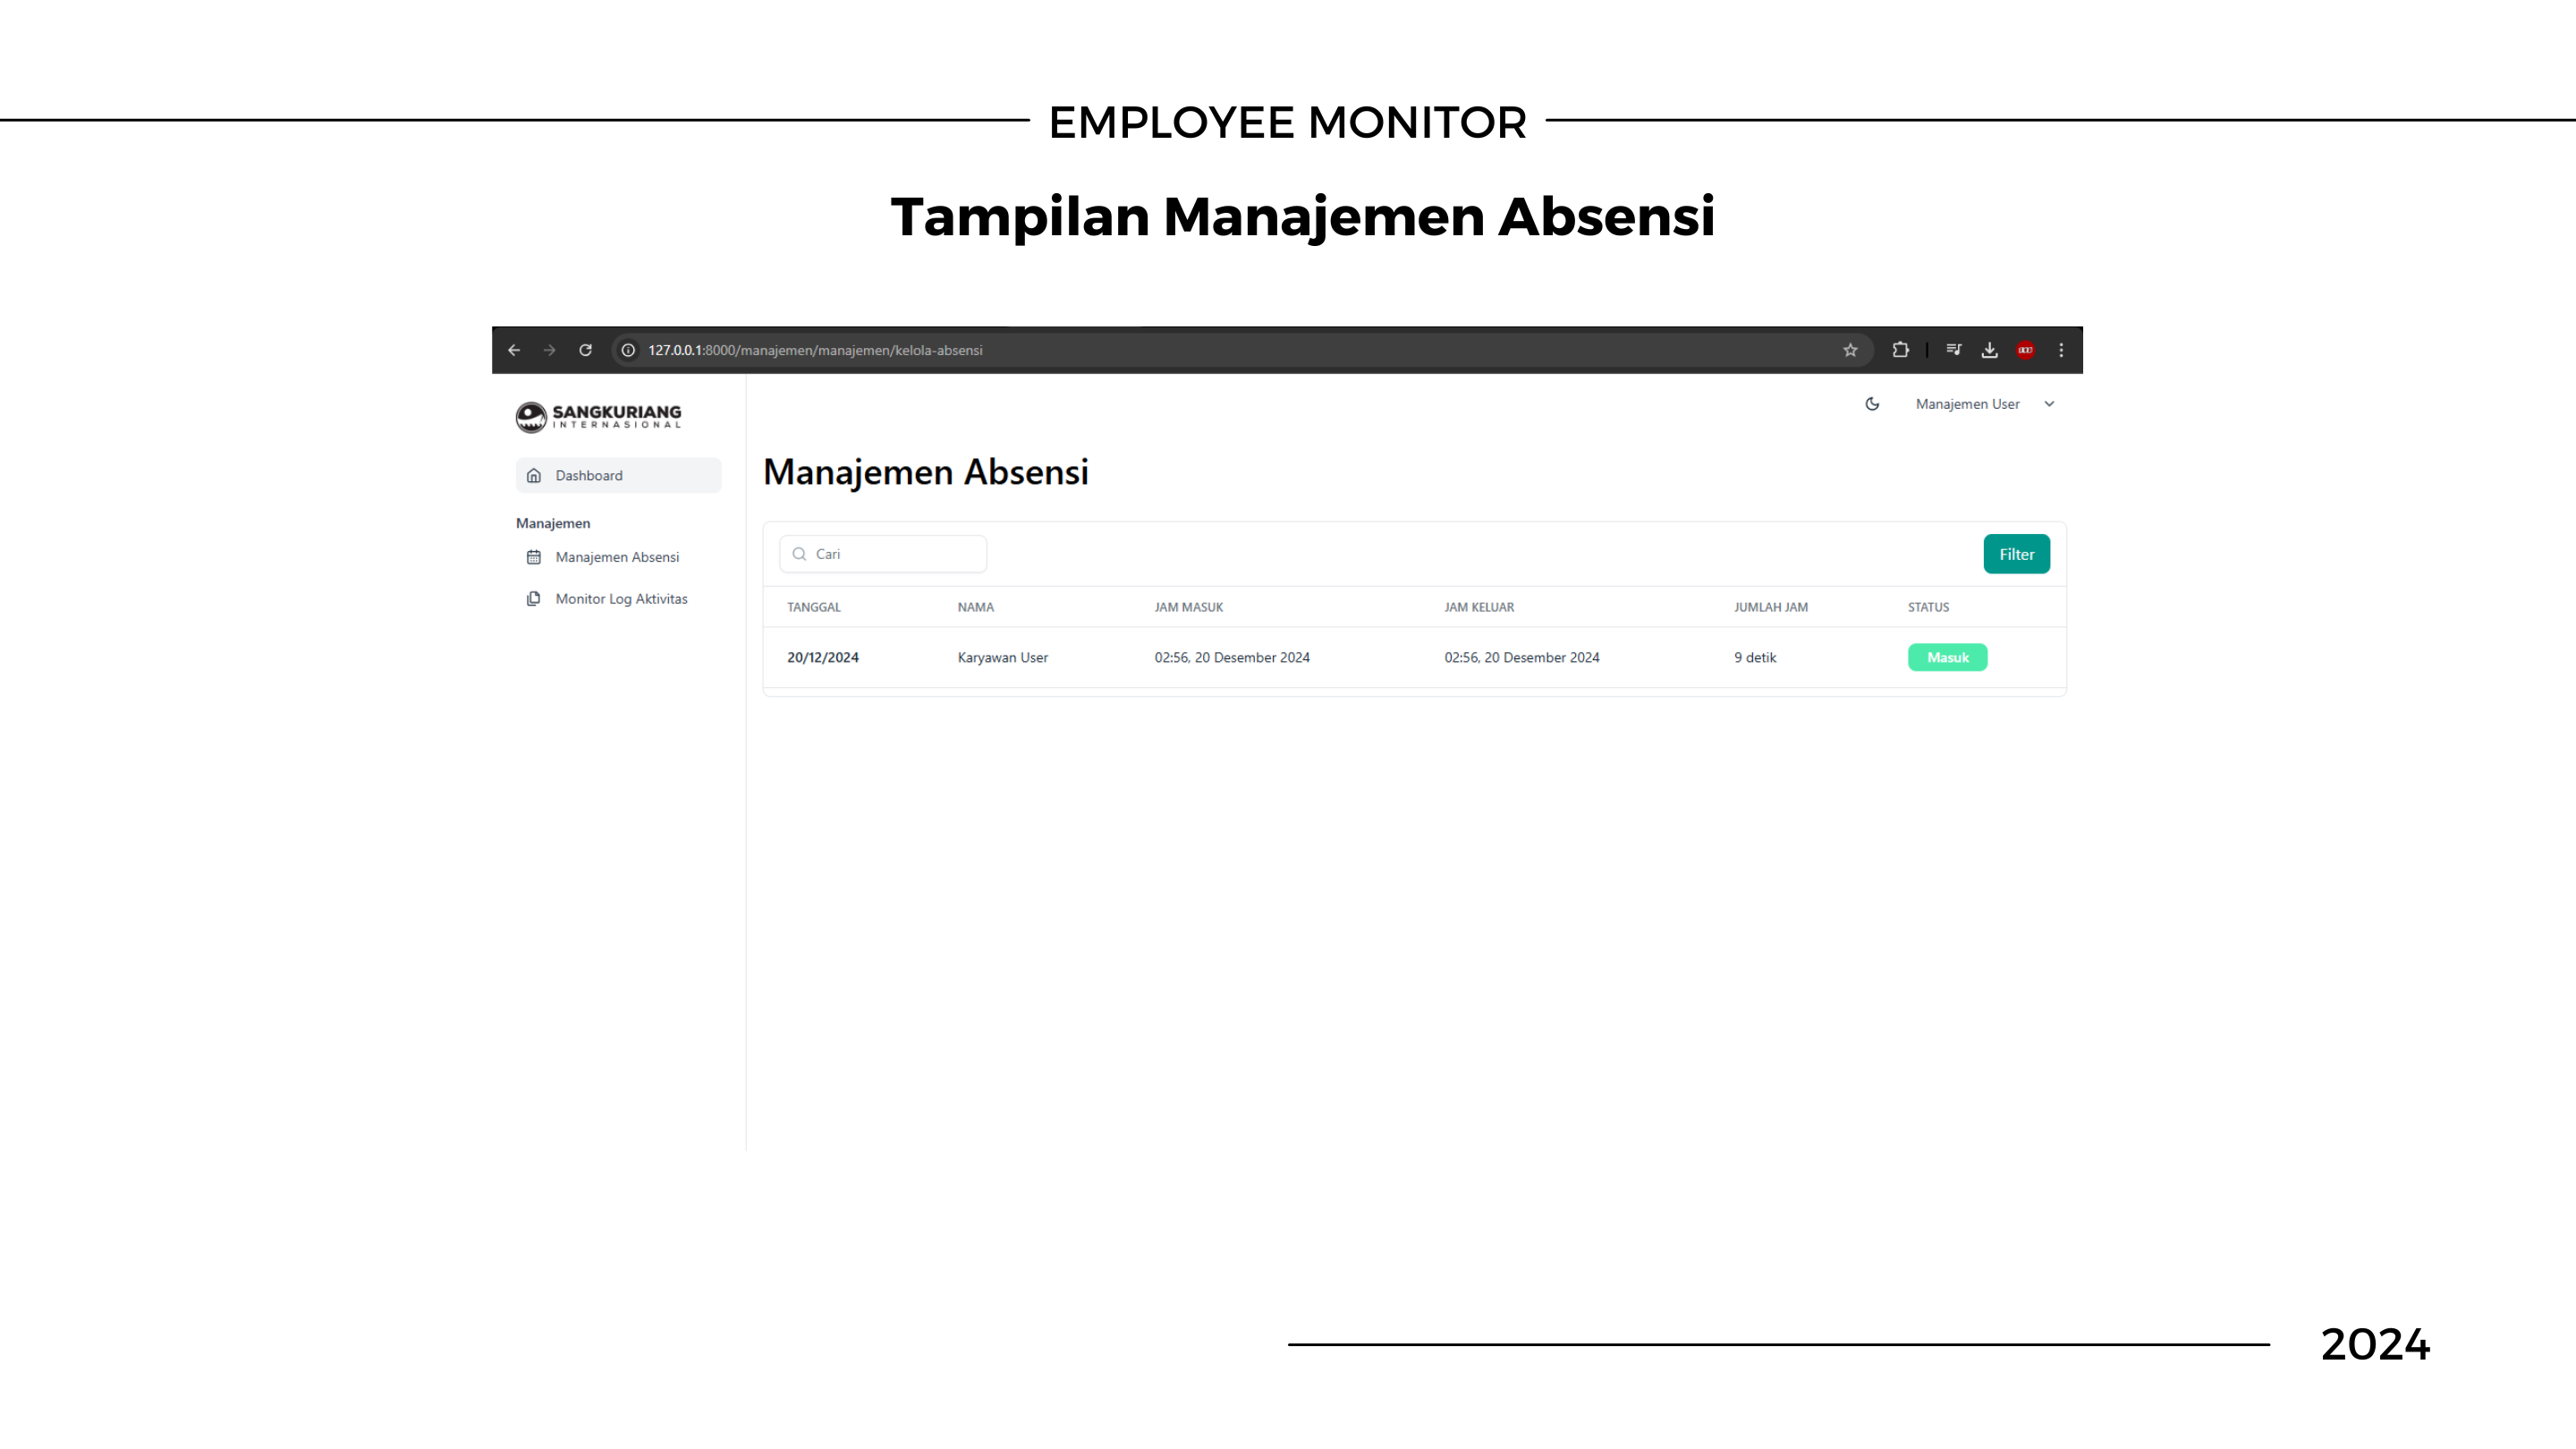 EMPLOYEE MONITOR
Tampilan Manajemen Absensi
127.0.0.1:8000/manajemen/manajemen/kelola-absensi
SANGKURIANG
INTERNASIONAL
Manajemen User
Dashboard
Manajemen
Manajemen Absensi
Monitor Log Aktivitas
Manajemen Absensi
Cari
Filter
TANGGAL NAMA JAM MASUK JAM KELUAR JUMLAH JAM STATUS
20/12/2024 Karyawan User 02:56, 20 Desember 2024 02:56, 20 Desember 2024 9 detik Masuk
2024